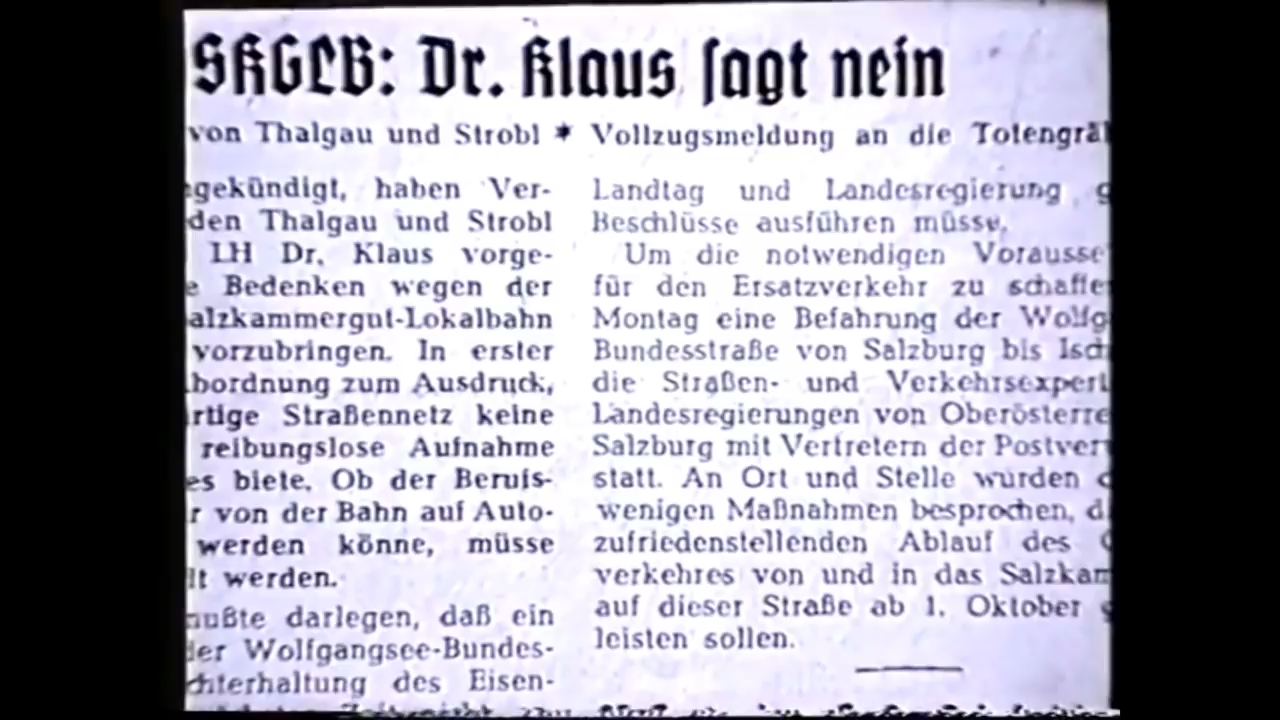 SKGLB: Dr. Klaus sagt nein
von Thalgau und Strobl * Vollzugsmeldung an die Totengrä
gekündigt, haben Ver-
den Thalgau und Strobl
LH Dr. Klaus vorge-
e Bedenken wegen der
alzkammergut-Lokalbahn
vorzubringen. In erster
bordnung zum Ausdruck,
rtige Straßennetz keine
reibungslose Aufnahme
es biete. Ob der Berufs-
r von der Bahn auf Auto-
werden könne, müsse
lt werden.
ußte darlegen, daß ein
der Wolfgangsee-Bundes-
chterhaltung des Eisen-
Landtag und Landesregierung g
Beschlüsse ausführen müsse.
Um die notwendigen Vorausse
für den Ersatzverkehr zu schaffe
Montag eine Befahrung der Wolfg
Bundesstraße von Salzburg bis Isch
die Straßen- und Verkehrsexpert
Landesregierungen von Oberösterre
Salzburg mit Vertretern der Postver
statt. An Ort und Stelle wurden d
wenigen Maßnahmen besprochen, d
zufriedenstellenden Ablauf des
verkehres von und in das Salzkam
auf dieser Straße ab 1. Oktober g
leisten sollen.